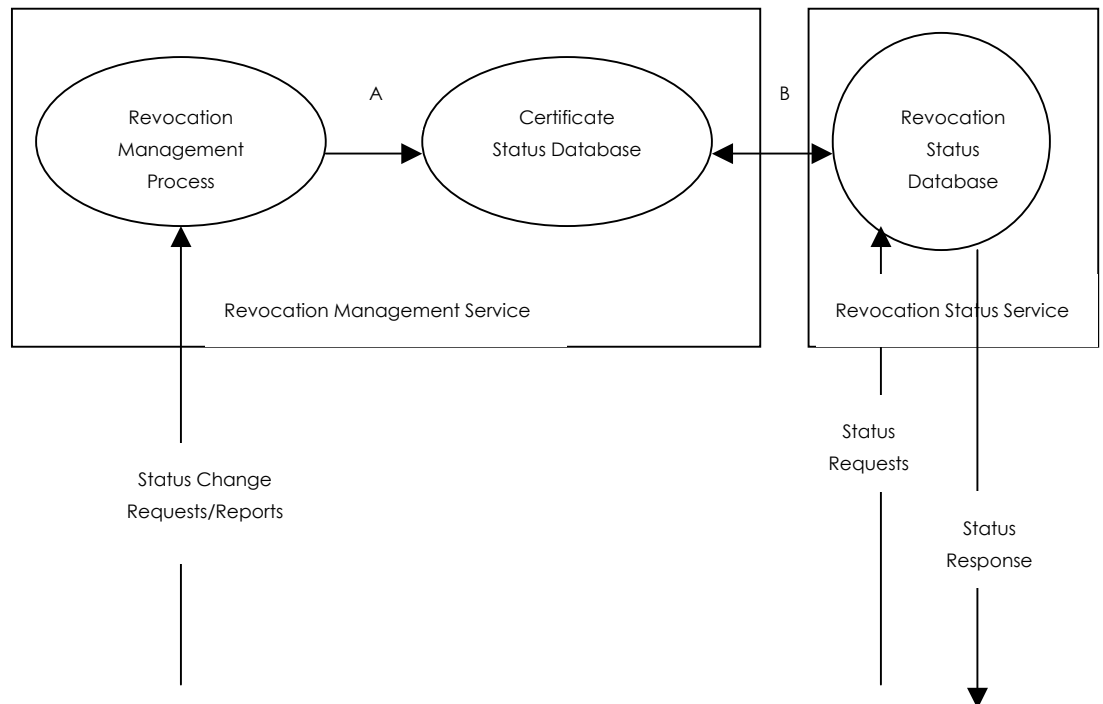 Revocation
Management
Process
A
Certificate
Status Database
B
Revocation
Status
Database
Revocation Management Service
Revocation Status Service
Status Change
Requests/Reports
Status
Requests
Status
Response